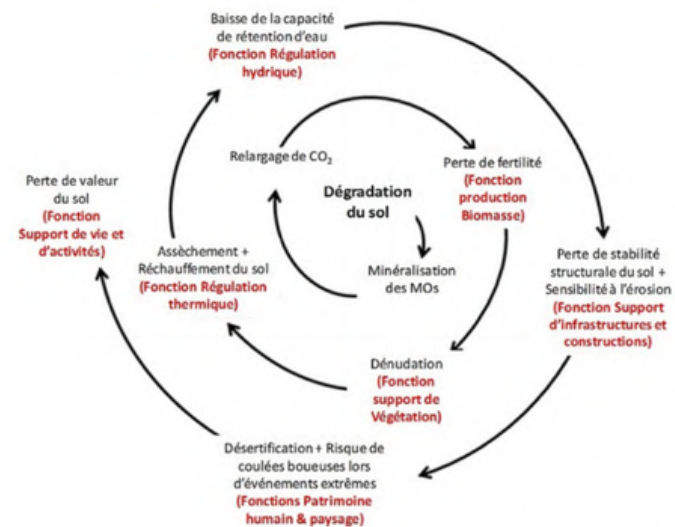 Baisse de la capacité
de rétention d'eau
(Fonction Régulation
hydrique)
Relargage de CO₂
Perte de fertilité
(Fonction
production
Biomasse)
Perte de valeur
du sol
(Fonction
Support de vie et
d'activités)
Dégradation
du sol
Assèchement +
Réchauffement du sol
(Fonction Régulation
thermique)
Minéralisation
des MOs
Perte de stabilité
structurale du sol +
Sensibilité à l'érosion
(Fonction Support
d'infrastructures et
constructions)
Dénudation
(Fonction
support de
Végétation)
Désertification + Risque de
coulées boueuses lors
d'événements extrêmes
(Fonctions Patrimoine
humain & paysage)